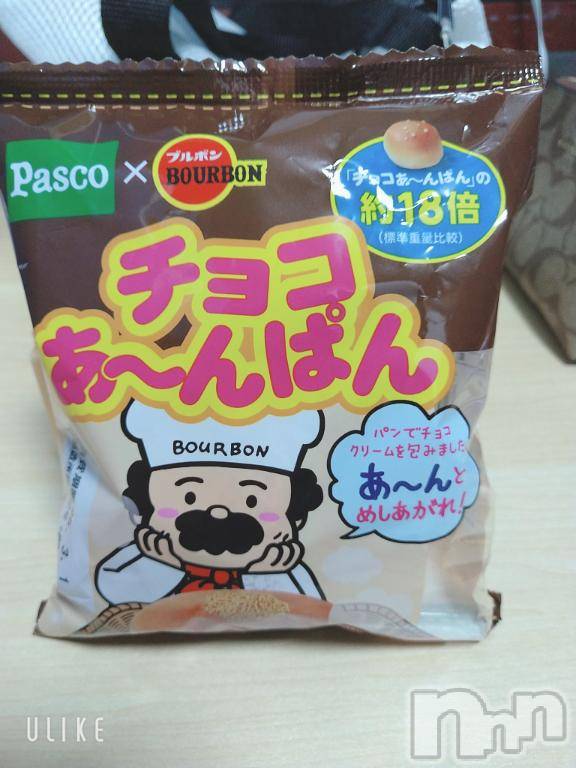 Pasco × ブルボン BOURBON
「チョコあ〜んぱん」の
約18倍
(標準重量比較)
チョコ
あ〜んぱん
BOURBON
パンでチョコ
クリームを包みました
あ〜んと
めしあがれ!
ULIKE
nnn